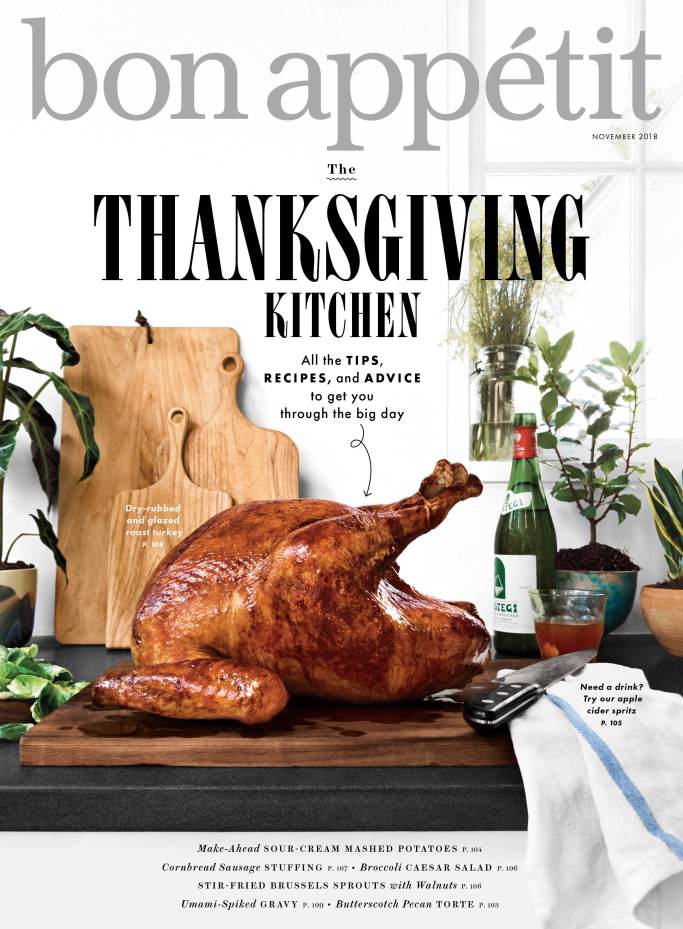 bon appétit
NOVEMBER 2018
The
THANKSGIVING
KITCHEN
All the TIPS,
RECIPES, and ADVICE
to get you
through the big day
Dry-rubbed
and glazed
roast turkey
P. 108
STEGI
Need a drink?
Try our apple
cider spritz
P. 105
Make-Ahead SOUR-CREAM MASHED POTATOES P. 104
Cornbread Sausage STUFFING P. 107 • Broccoli CAESAR SALAD P. 106
STIR-FRIED BRUSSELS SPROUTS with Walnuts P. 106
Umami-Spiked GRAVY P. 109 • Butterscotch Pecan TORTE P. 103